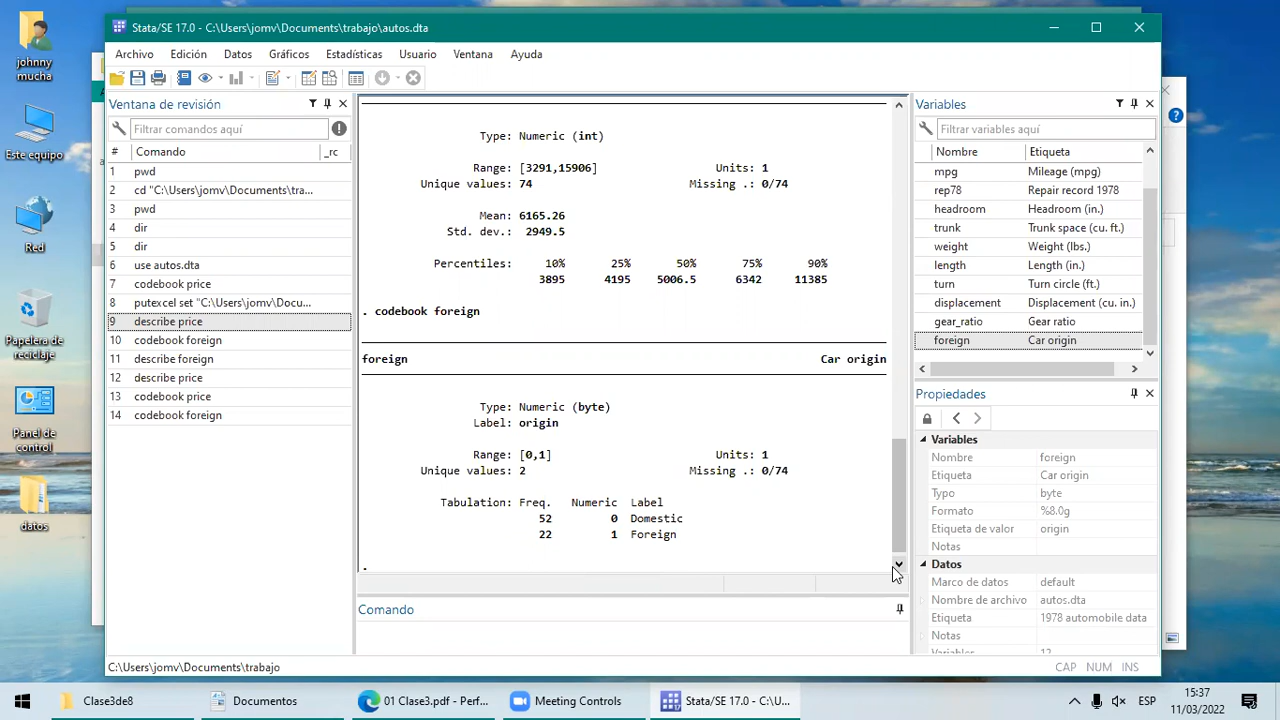 johnny
mucha
Este equipo
Red
Papelera de
reciclaje
Panel de
control
datos
Stata/SE 17.0 - C:\Users\jomv\Documents\trabajo\autos.dta
Archivo Edición Datos Gráficos Estadísticas Usuario Ventana Ayuda
Ventana de revisión
Filtrar comandos aquí
# Comando _rc
1 pwd
2 cd "C:\Users\jomv\Documents\tra...
3 pwd
4 dir
5 dir
6 use autos.dta
7 codebook price
8 putexcel set "C:\Users\jomv\Docu...
9 describe price
10 codebook foreign
11 describe foreign
12 describe price
13 codebook price
14 codebook foreign
Type: Numeric (int)
Range: [3291,15906] Units: 1
Unique values: 74 Missing .: 0/74
Mean: 6165.26
Std. dev.: 2949.5
Percentiles: 10% 25% 50% 75% 90%
3895 4195 5006.5 6342 11385
. codebook foreign
foreign Car origin
Type: Numeric (byte)
Label: origin
Range: [0,1] Units: 1
Unique values: 2 Missing .: 0/74
Tabulation: Freq. Numeric Label
52 0 Domestic
22 1 Foreign
.
Comando
Variables
Filtrar variables aquí
Nombre Etiqueta
mpg Mileage (mpg)
rep78 Repair record 1978
headroom Headroom (in.)
trunk Trunk space (cu. ft.)
weight Weight (lbs.)
length Length (in.)
turn Turn circle (ft.)
displacement Displacement (cu. in.)
gear_ratio Gear ratio
foreign Car origin
Propiedades
Variables
Nombre foreign
Etiqueta Car origin
Typo byte
Formato %8.0g
Etiqueta de valor origin
Notas
Datos
Marco de datos default
Nombre de archivo autos.dta
Etiqueta 1978 automobile data
Notas
Variables 12
C:\Users\jomv\Documents\trabajo
CAP NUM INS
Clase3de8
Documentos
01 Clase3.pdf - Perf...
Meeting Controls
Stata/SE 17.0 - C:\U...
ESP
15:37
11/03/2022